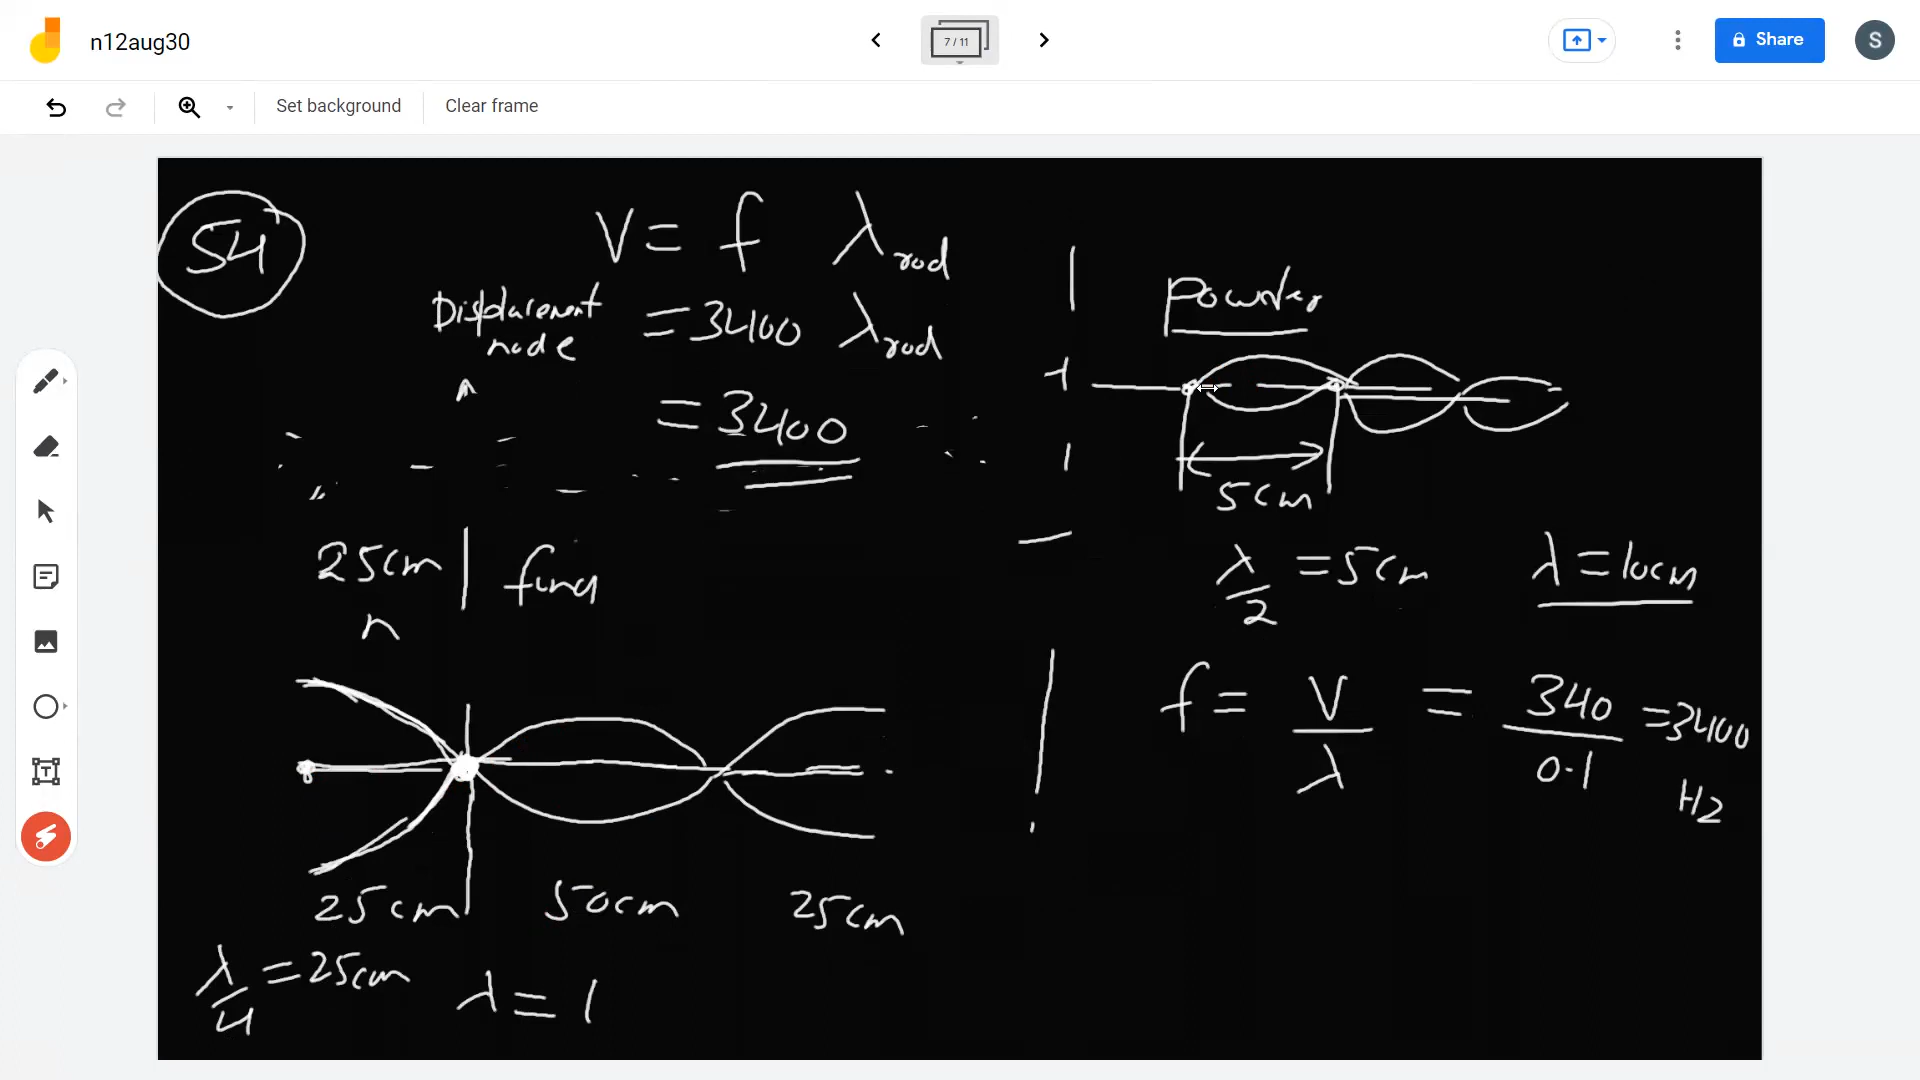 n12aug30
7 / 11
Share
S
Set background
Clear frame
54
V = f λrod
Displacement node
= 3400 λrod
= 3400
25cm
n
25cm 50cm 25cm
λ/4 = 25cm λ = 1
Powder
5cm
λ/2 = 5cm λ = 10cm
f = V/λ = 340/0.1 = 3400 Hz